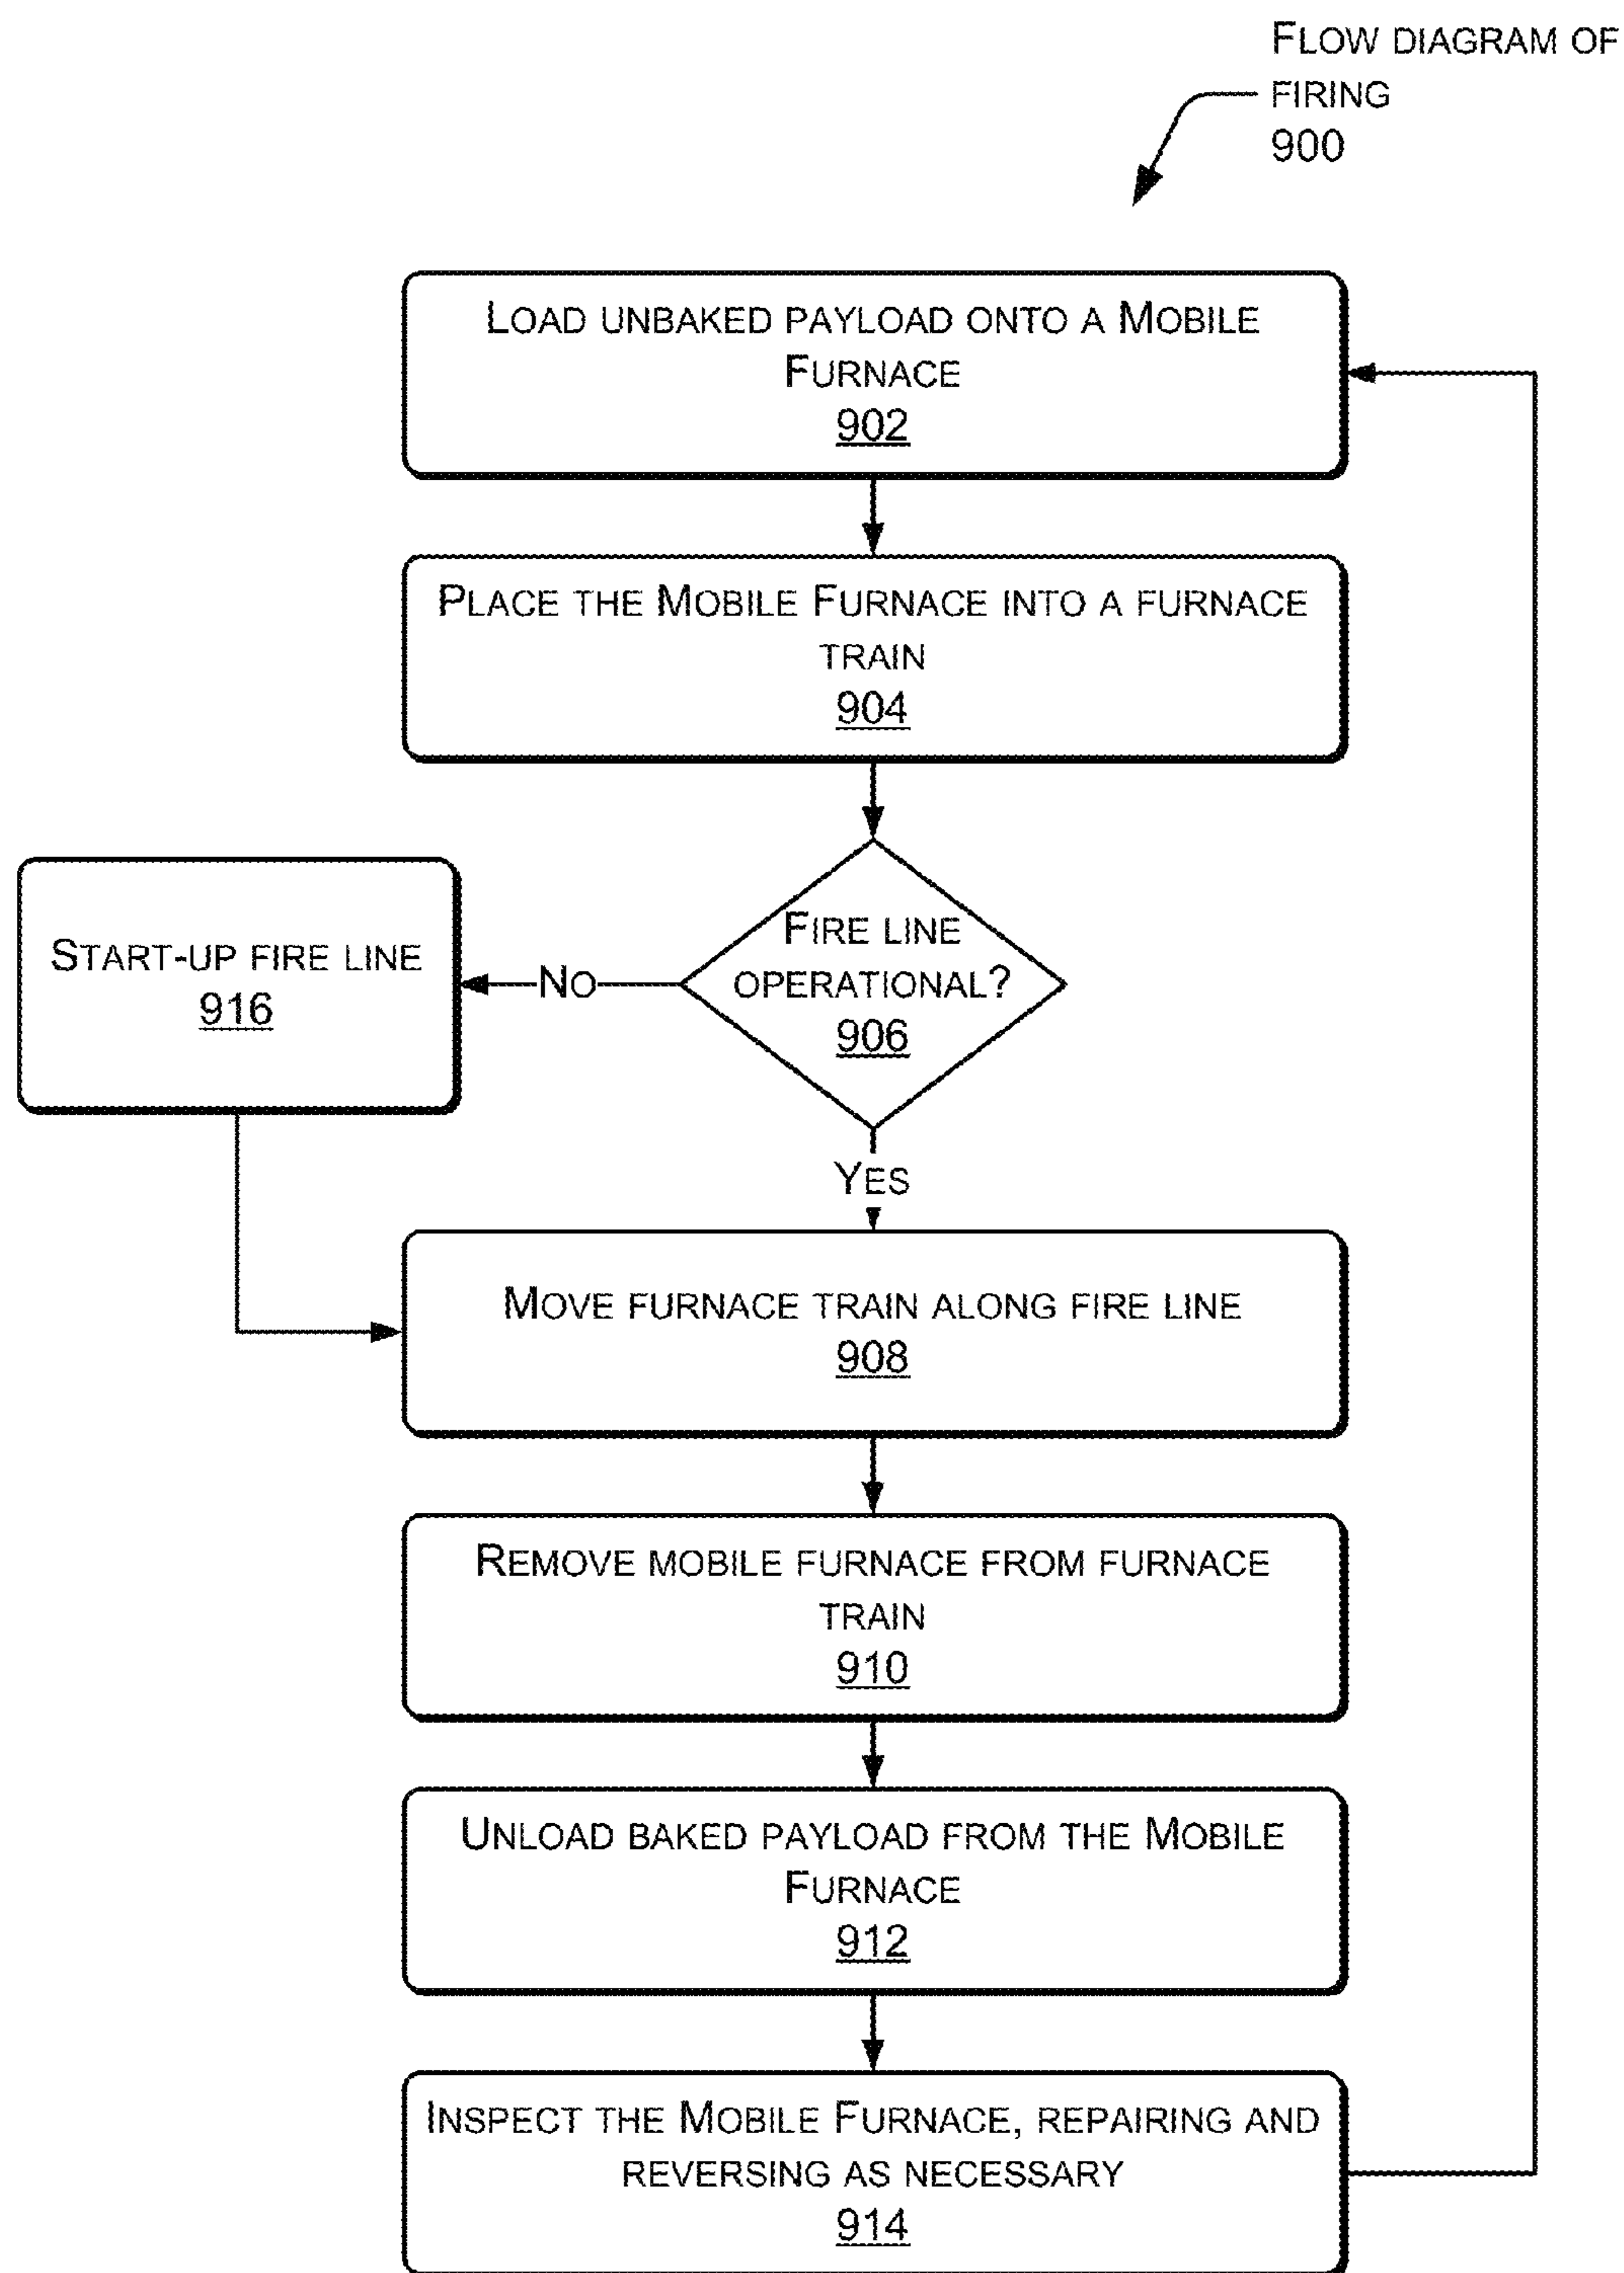 FLOW DIAGRAM OF
FIRING
900
LOAD UNBAKED PAYLOAD ONTO A MOBILE
FURNACE
902
PLACE THE MOBILE FURNACE INTO A FURNACE
TRAIN
904
FIRE LINE
OPERATIONAL?
906
NO
START-UP FIRE LINE
916
YES
MOVE FURNACE TRAIN ALONG FIRE LINE
908
REMOVE MOBILE FURNACE FROM FURNACE
TRAIN
910
UNLOAD BAKED PAYLOAD FROM THE MOBILE
FURNACE
912
INSPECT THE MOBILE FURNACE, REPAIRING AND
REVERSING AS NECESSARY
914